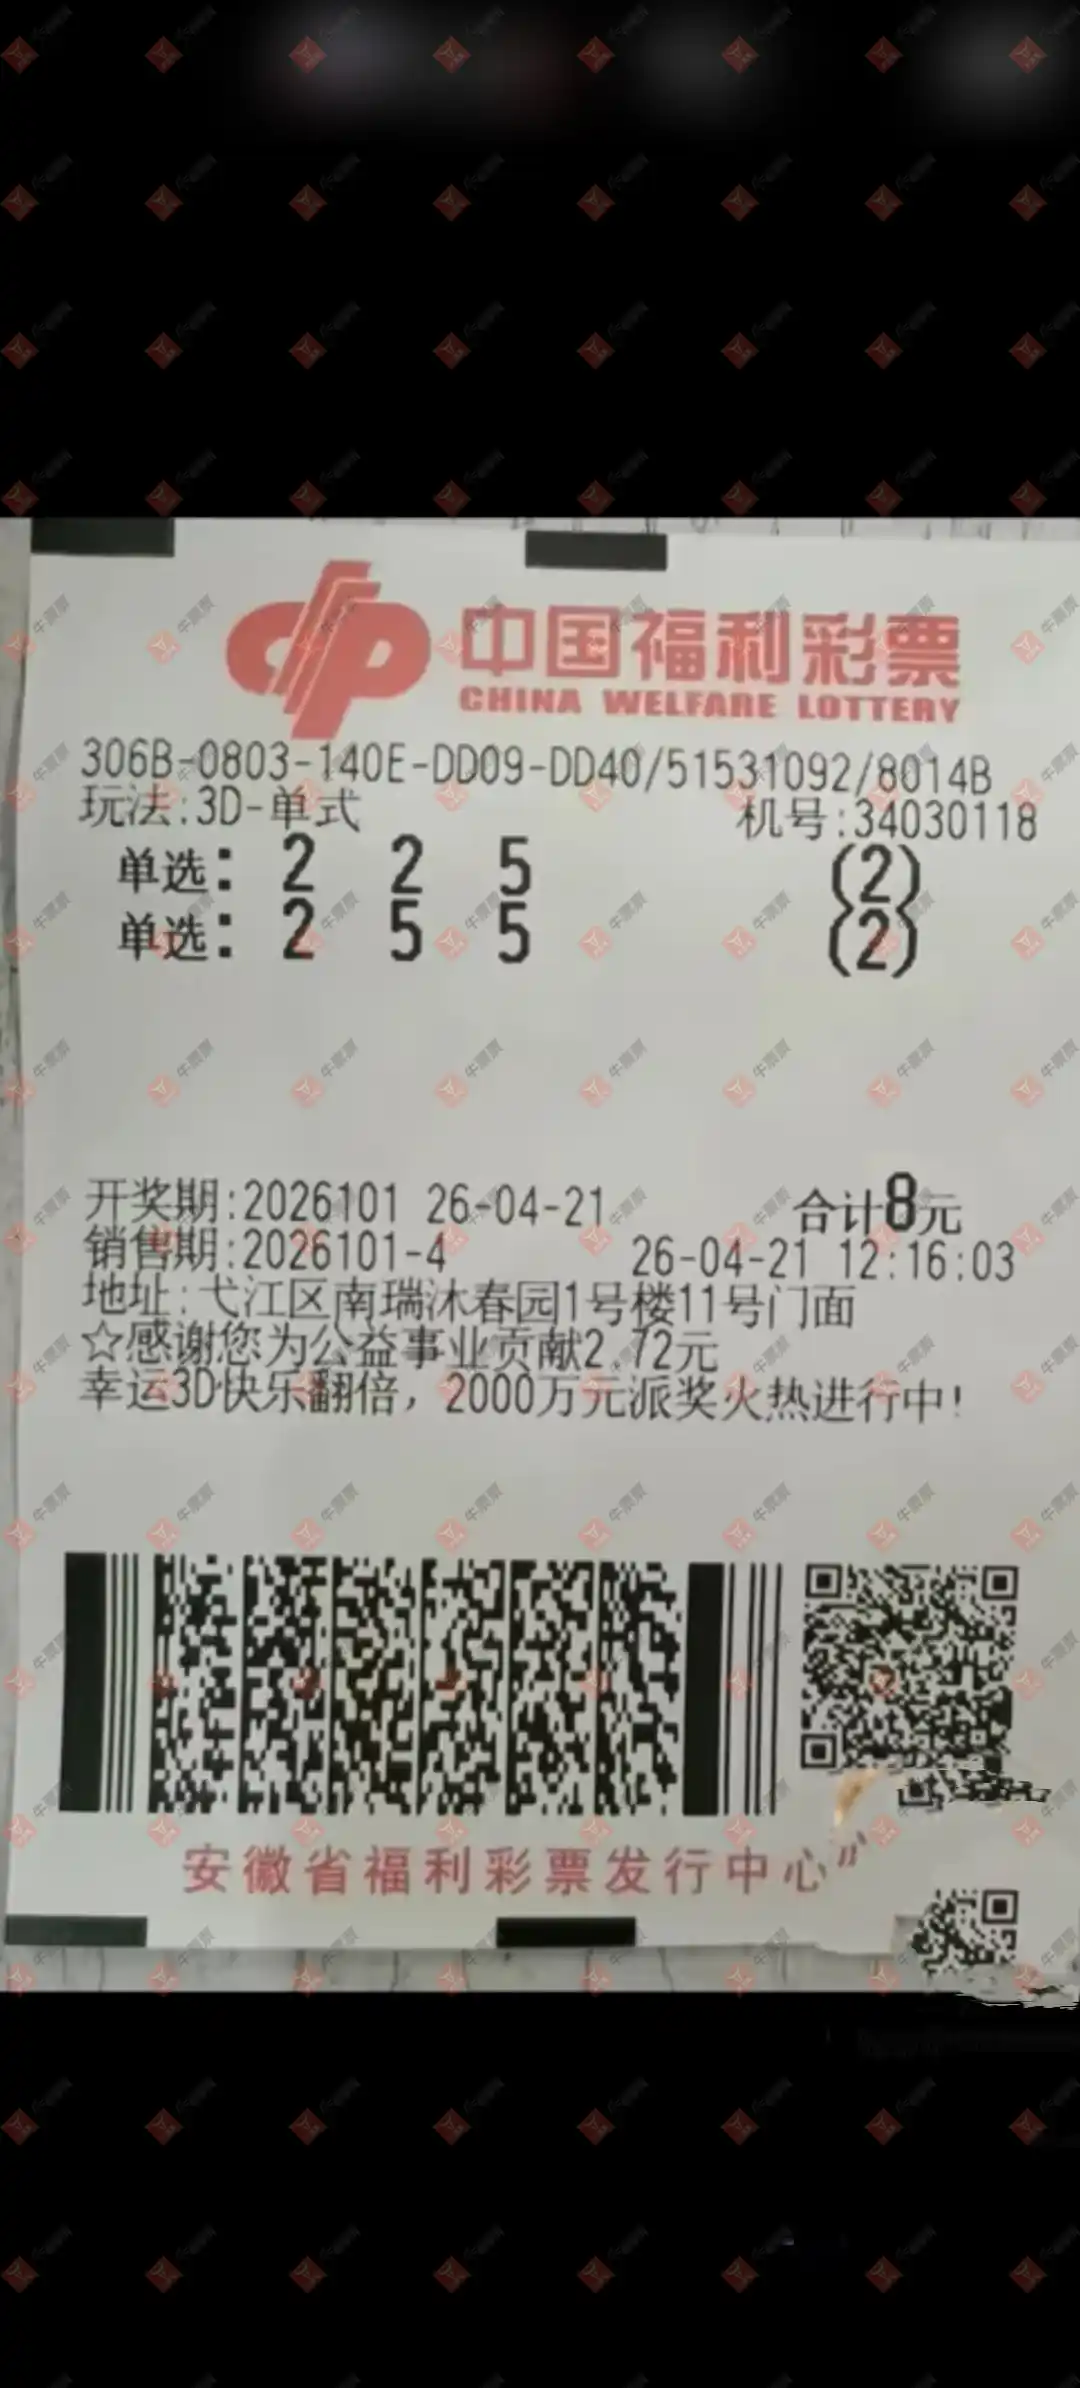 中国福利彩票
CHINA WELFARE LOTTERY
306B-0803-140E-DD09-DD40/51531092/8014B
玩法:3D-单式 机号:34030118
单选: 2 2 5 (2)
单选: 2 5 5 (2)
开奖期:2026101 26-04-21 合计8元
销售期:2026101-4 26-04-21 12:16:03
地址:弋江区南瑞沐春园1号楼11号门面
☆感谢您为公益事业贡献2.72元
幸运3D快乐翻倍，2000万元派奖火热进行中!
安徽省福利彩票发行中心
牛票票